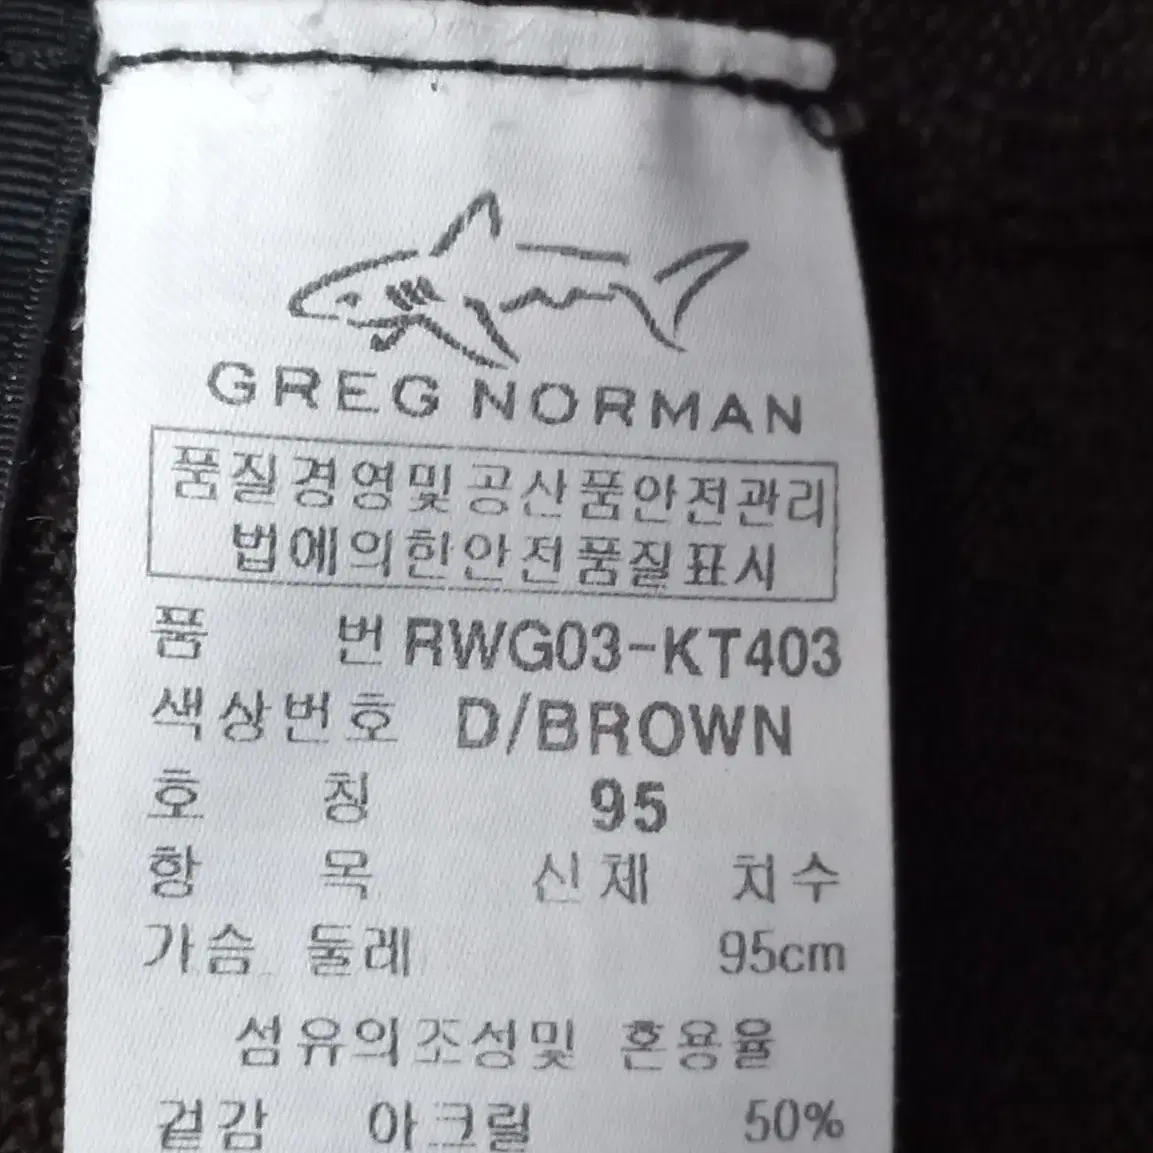 GREG NORMAN
품질경영및공산품안전관리
법에의한안전품질표시
품 번 RWG03-KT403
색상번호 D/BROWN
호 칭 95
항 목 신체 치수
가슴 둘레 95cm
섬유의조성및 혼용율
겉감 아크릴 50%